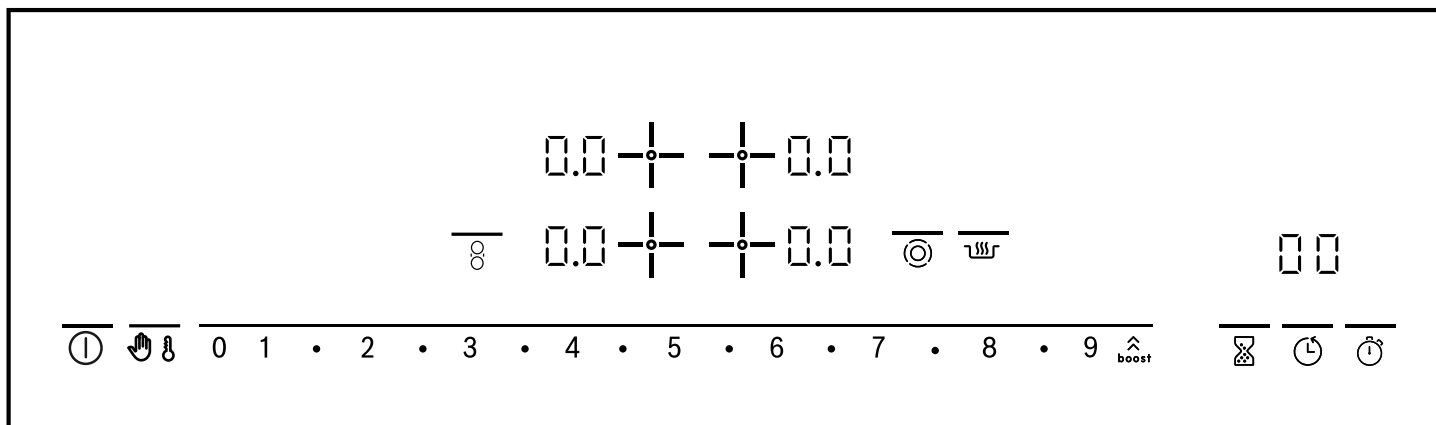 0.0 0.0
0.0 0.0 00
0 1 • 2 • 3 • 4 • 5 • 6 • 7 • 8 • 9 boost